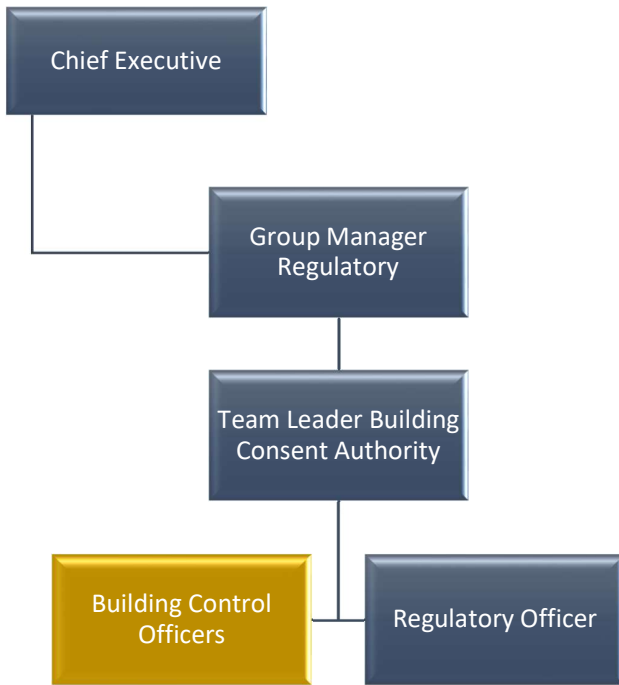 Chief Executive
Group Manager
Regulatory
Team Leader Building
Consent Authority
Building Control
Officers
Regulatory Officer